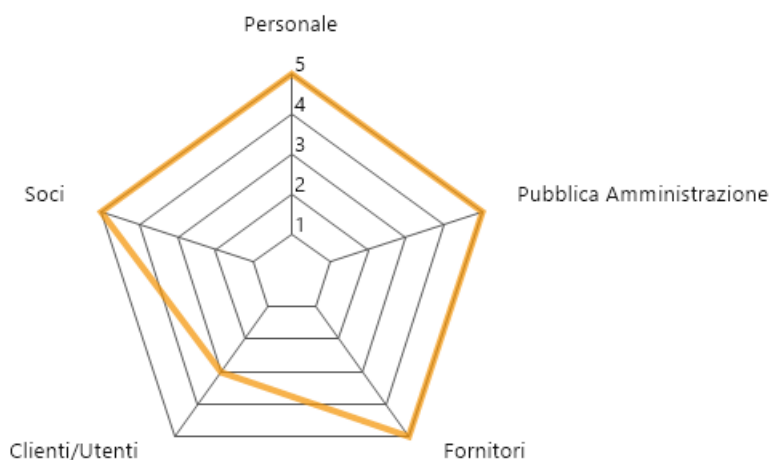 Personale
5
4
3
2
1
Soci
Pubblica Amministrazione
Clienti/Utenti
Fornitori